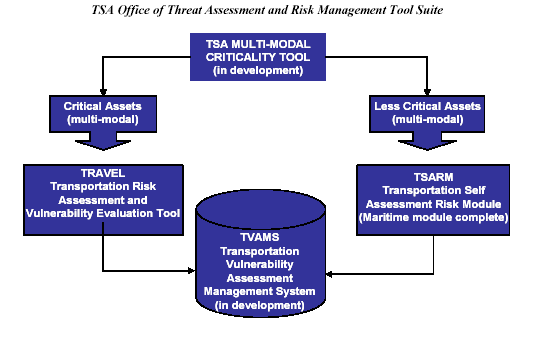 TSA Office of Threat Assessment and Risk Management Tool Suite
TSA MULTI-MODAL
CRITICALITY TOOL
(in development)
Critical Assets
(multi-modal)
Less Critical Assets
(multi-modal)
TRAVEL
Transportation Risk
Assessment and
Vulnerability Evaluation Tool
TSARM
Transportation Self
Assessment Risk Module
(Maritime module complete)
TVAMS
Transportation
Vulnerability
Assessment
Management System
(in development)